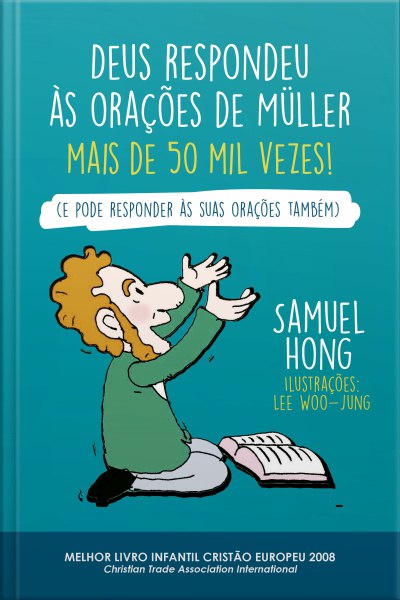 DEUS RESPONDEU
ÀS ORAÇÕES DE MÜLLER
MAIS DE 50 MIL VEZES!
(E PODE RESPONDER ÀS SUAS ORAÇÕES TAMBÉM)
SAMUEL
HONG
ILUSTRAÇÕES:
LEE WOO-JUNG
MELHOR LIVRO INFANTIL CRISTÃO EUROPEU 2008
Christian Trade Association International